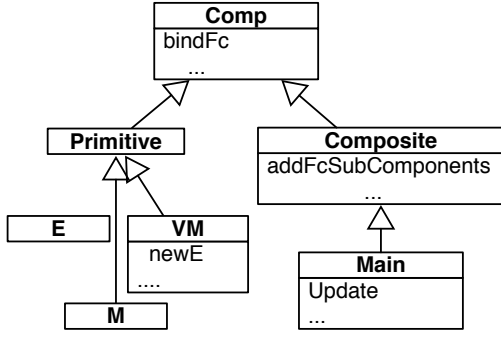 Comp
bindFc
...
Primitive
Composite
addFcSubComponents
...
E
VM
newE
....
Main
Update
...
M